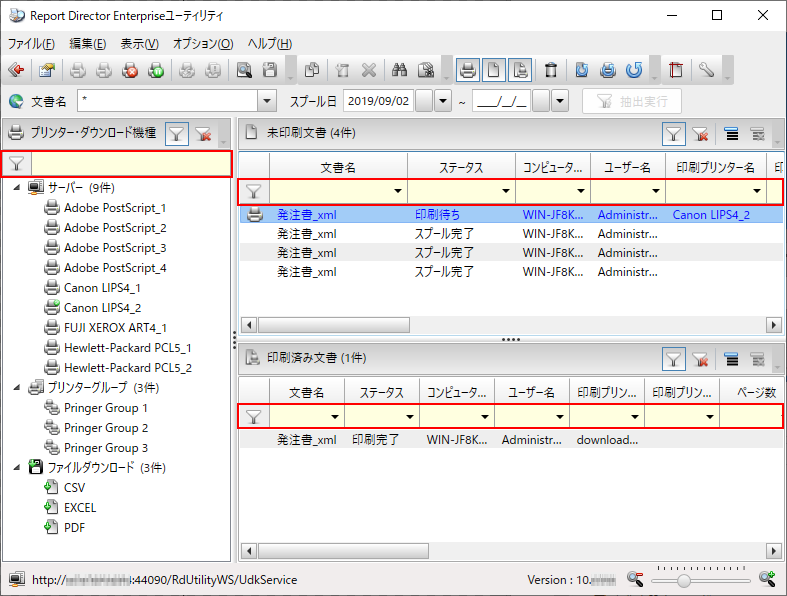 Report Director Enterpriseユーティリティ
ファイル(F) 編集(E) 表示(V) オプション(O) ヘルプ(H)
文書名 * スプール日 2019/09/02 ~ ___/__/__ 抽出実行
プリンター・ダウンロード機種
サーバー (9件)
Adobe PostScript_1
Adobe PostScript_2
Adobe PostScript_3
Adobe PostScript_4
Canon LIPS4_1
Canon LIPS4_2
FUJI XEROX ART4_1
Hewlett-Packard PCL5_1
Hewlett-Packard PCL5_2
プリンターグループ (3件)
Pringer Group 1
Pringer Group 2
Pringer Group 3
ファイルダウンロード (3件)
CSV
EXCEL
PDF
未印刷文書 (4件)
文書名 ステータス コンピュータ... ユーザー名 印刷プリンター名 印
発注書_xml 印刷待ち WIN-JF8K... Administr... Canon LIPS4_2
発注書_xml スプール完了 WIN-JF8K... Administr...
発注書_xml スプール完了 WIN-JF8K... Administr...
発注書_xml スプール完了 WIN-JF8K... Administr...
印刷済み文書 (1件)
文書名 ステータス コンピュータ... ユーザー名 印刷プリン... 印刷プリン... ページ数
発注書_xml 印刷完了 WIN-JF8K... Administr... download...
http:// :44090/RdUtilityWS/UdkService Version : 10.